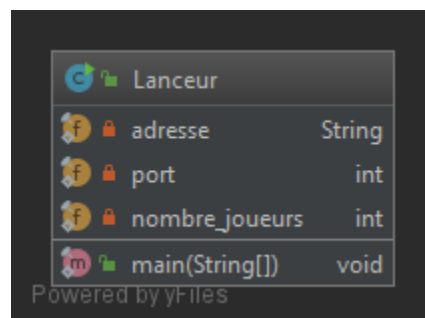 Lanceur
adresse String
port int
nombre_joueurs int
main(String[]) void
Powered by yFiles